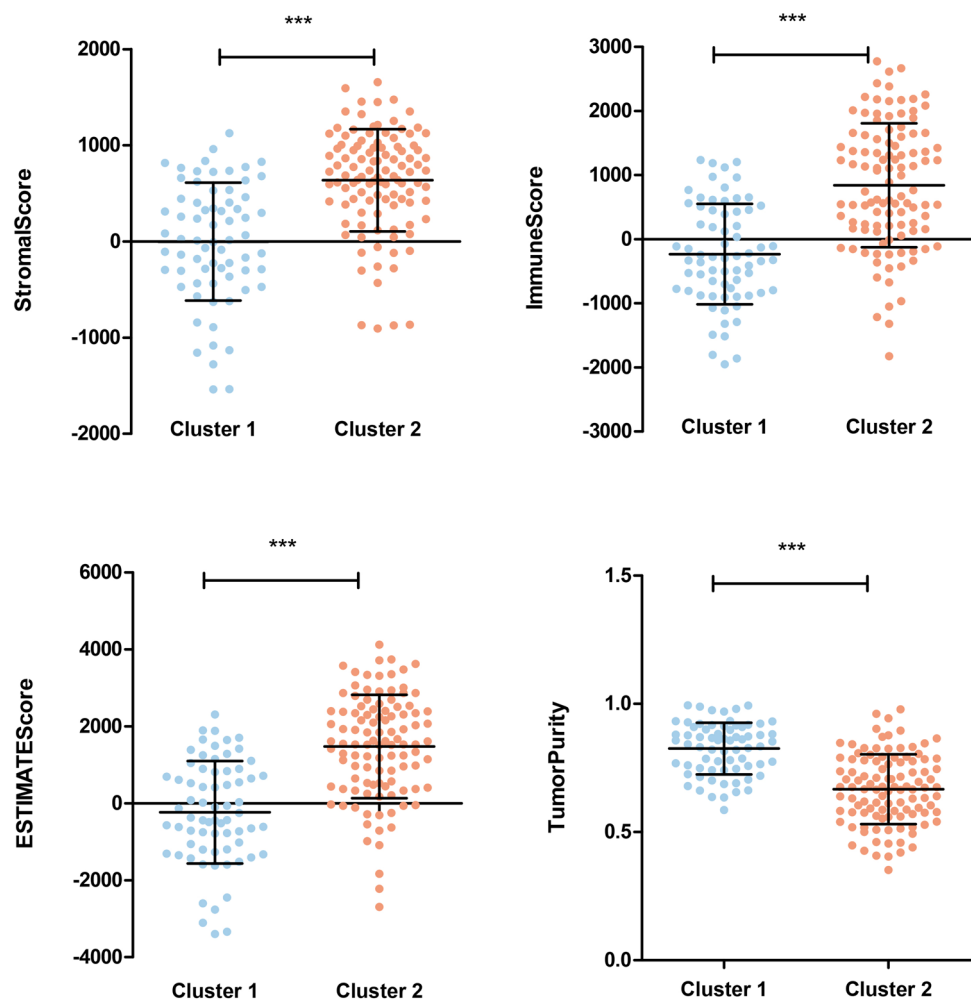 ***
2000
1000
0
-1000
-2000
StromalScore
Cluster 1
Cluster 2
***
3000
2000
1000
0
-1000
-2000
-3000
ImmuneScore
Cluster 1
Cluster 2
***
6000
4000
2000
0
-2000
-4000
ESTIMATEScore
Cluster 1
Cluster 2
***
1.5
1.0
0.5
0.0
TumorPurity
Cluster 1
Cluster 2